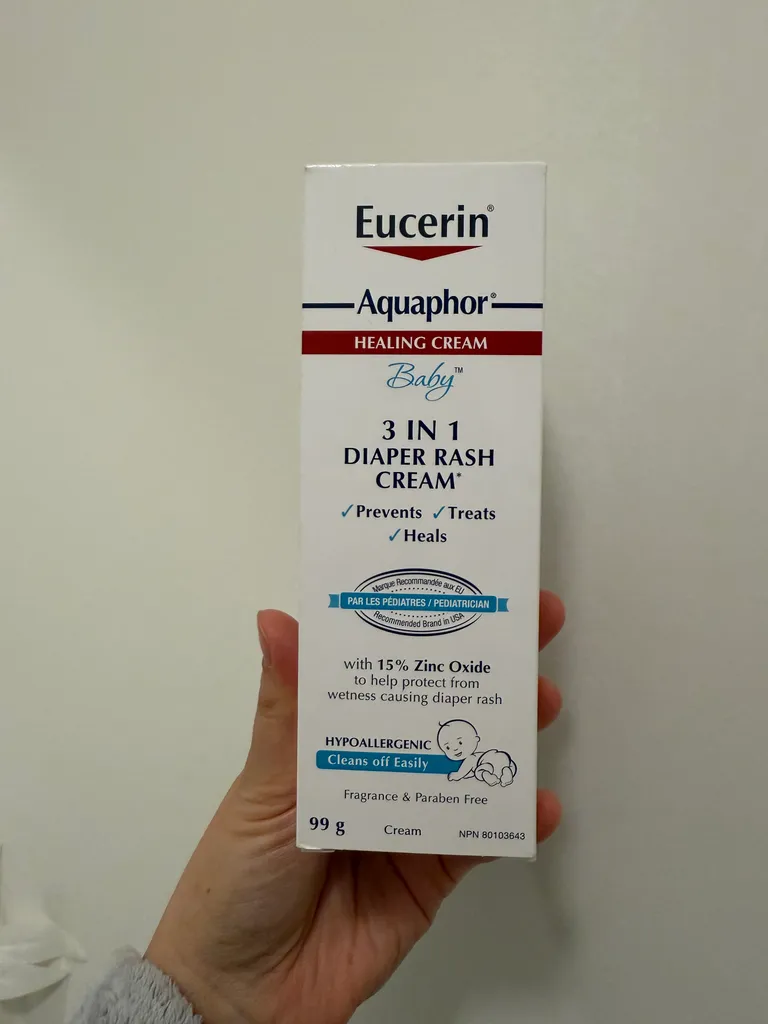 Eucerin®
Aquaphor®
HEALING CREAM
Baby™
3 IN 1
DIAPER RASH
CREAM*
✓Prevents ✓Treats
✓Heals
Marque Recommandée aux EU
PAR LES PÉDIATRES / PEDIATRICIAN
Recommended Brand in USA
with 15% Zinc Oxide
to help protect from
wetness causing diaper rash
HYPOALLERGENIC
Cleans off Easily
Fragrance & Paraben Free
99 g Cream NPN 80103643